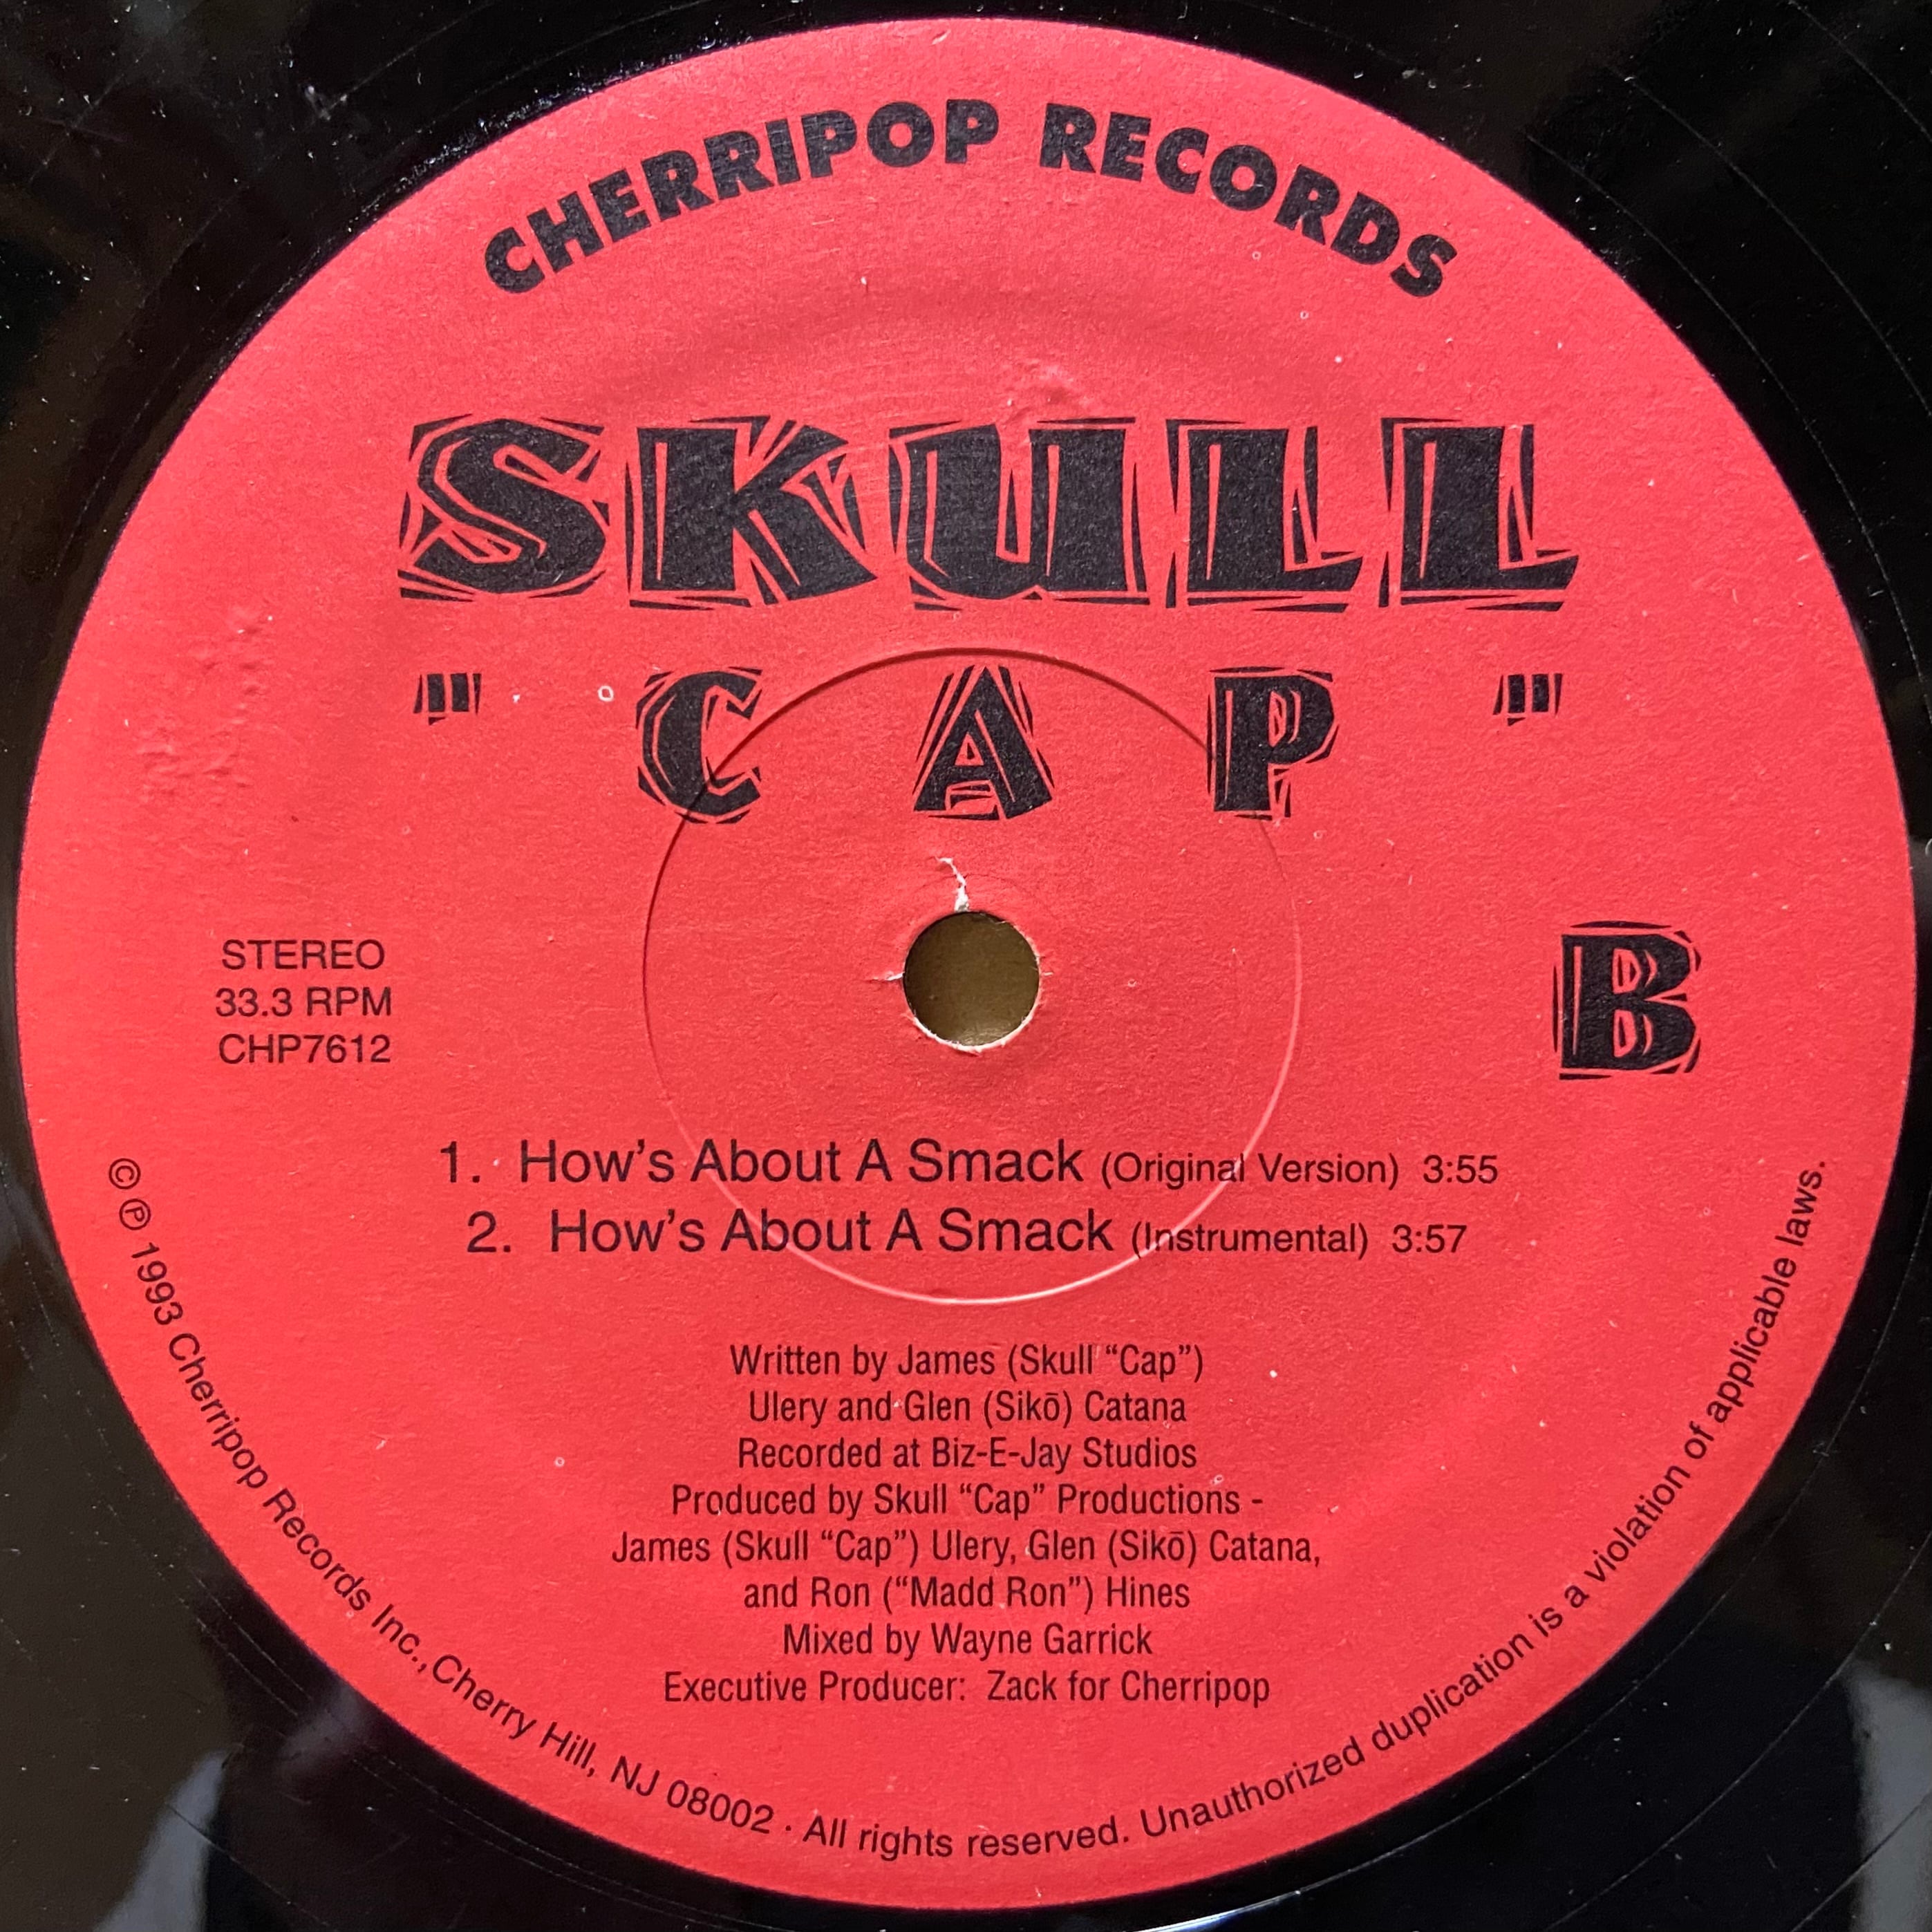 CHERRIPOP RECORDS
SKULL
"CAP"
STEREO
33.3 RPM
CHP7612
B
1. How's About A Smack (Original Version) 3:55
2. How's About A Smack (Instrumental) 3:57
Written by James (Skull “Cap”)
Ulery and Glen (Sikō) Catana
Recorded at Biz-E-Jay Studios
Produced by Skull “Cap” Productions -
James (Skull “Cap”) Ulery, Glen (Sikō) Catana,
and Ron (“Madd Ron”) Hines
Mixed by Wayne Garrick
Executive Producer: Zack for Cherripop
©℗ 1993 Cherripop Records Inc., Cherry Hill, NJ 08002 · All rights reserved. Unauthorized duplication is a violation of applicable laws.